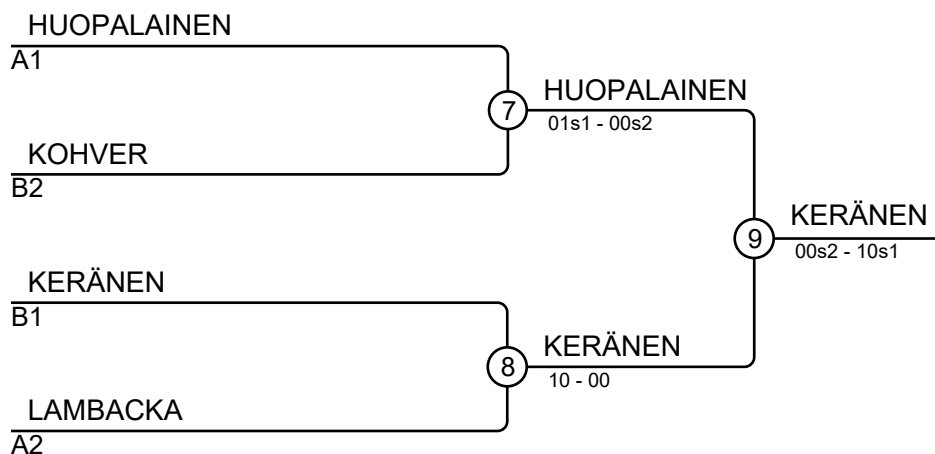 HUOPALAINEN
A1
7
HUOPALAINEN
01s1 - 00s2
KOHVER
B2
9
KERÄNEN
00s2 - 10s1
KERÄNEN
B1
8
KERÄNEN
10 - 00
LAMBACKA
A2